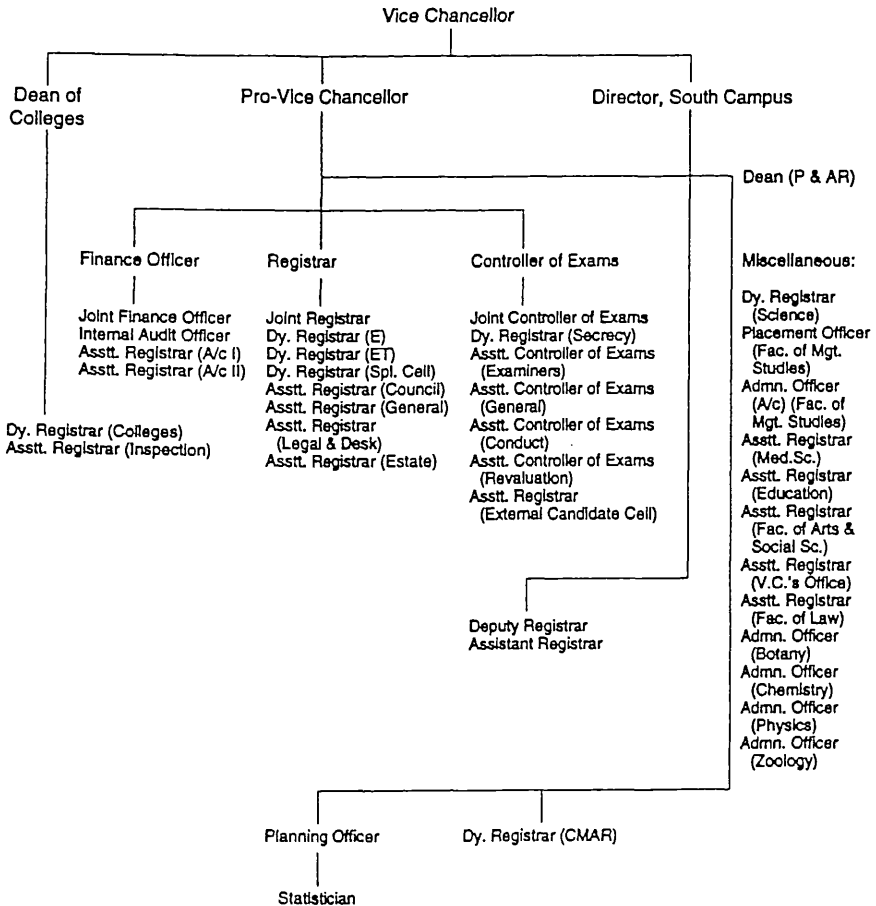 Vice Chancellor
Dean of
Colleges
Pro-Vice Chancellor
Director, South Campus
Dean (P & AR)
Finance Officer
Joint Finance Officer
Internal Audit Officer
Asstt. Registrar (A/c I)
Asstt. Registrar (A/c II)
Registrar
Joint Registrar
Dy. Registrar (E)
Dy. Registrar (ET)
Dy. Registrar (Spl. Cell)
Asstt. Registrar (Council)
Asstt. Registrar (General)
Asstt. Registrar
(Legal & Desk)
Asstt. Registrar (Estate)
Controller of Exams
Joint Controller of Exams
Dy. Registrar (Secrecy)
Asstt. Controller of Exams
(Examiners)
Asstt. Controller of Exams
(General)
Asstt. Controller of Exams
(Conduct)
Asstt. Controller of Exams
(Revaluation)
Asstt. Registrar
(External Candidate Cell)
Miscellaneous:
Dy. Registrar
(Science)
Placement Officer
(Fac. of Mgt.
Studies)
Admn. Officer
(A/c) (Fac. of
Mgt. Studies)
Asstt. Registrar
(Med.Sc.)
Asstt. Registrar
(Education)
Asstt. Registrar
(Fac. of Arts &
Social Sc.)
Asstt. Registrar
(V.C.'s Office)
Asstt. Registrar
(Fac. of Law)
Admn. Officer
(Botany)
Admn. Officer
(Chemistry)
Admn. Officer
(Physics)
Admn. Officer
(Zoology)
Dy. Registrar (Colleges)
Asstt. Registrar (Inspection)
Deputy Registrar
Assistant Registrar
Planning Officer
Dy. Registrar (CMAR)
Statistician